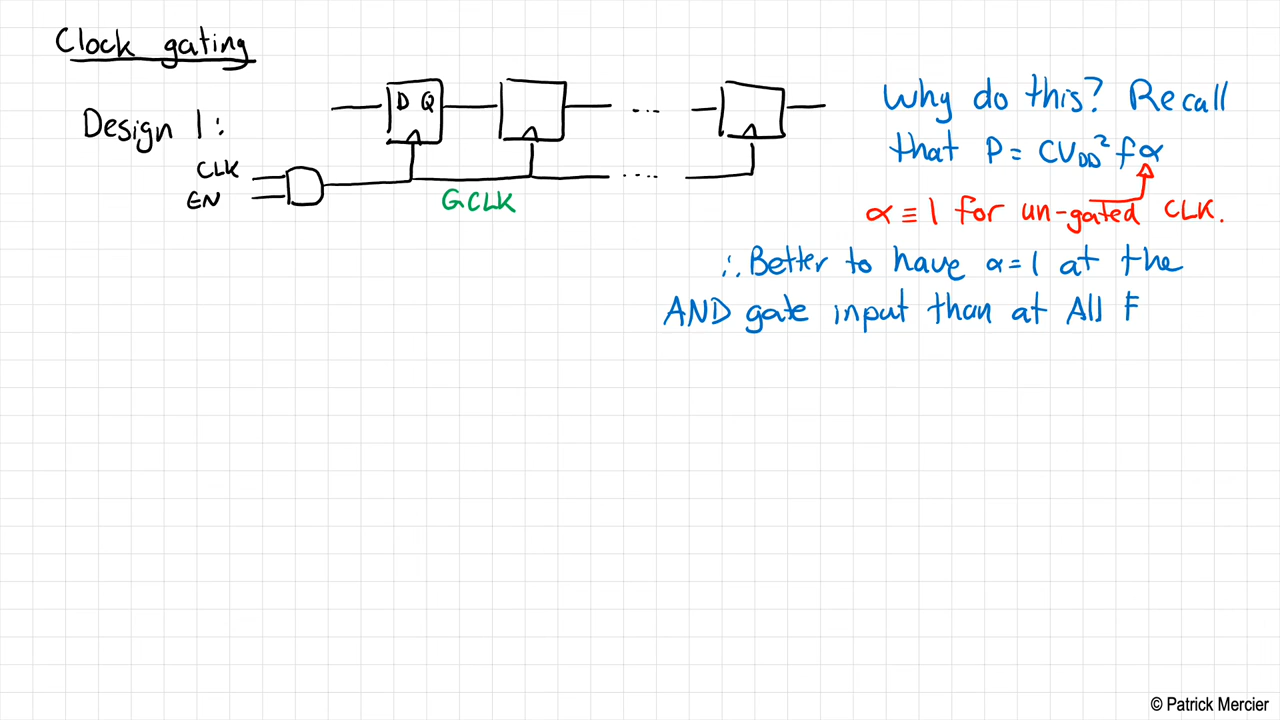 Clock gating
Design 1:
D Q
....
CLK
EN
GCLK
....
Why do this? Recall
that P = CV_DD² f α
α ≡ 1 for un-gated CLK.
∴ Better to have α = 1 at the
AND gate input than at All F
© Patrick Mercier